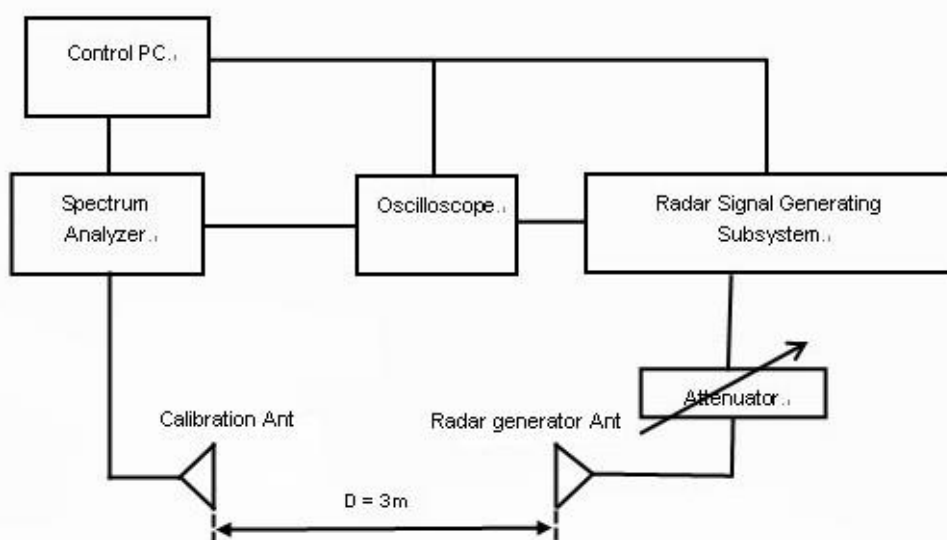 Control PC
Spectrum
Analyzer
Oscilloscope
Radar Signal Generating
Subsystem
Attenuator
Calibration Ant
Radar generator Ant
D = 3m